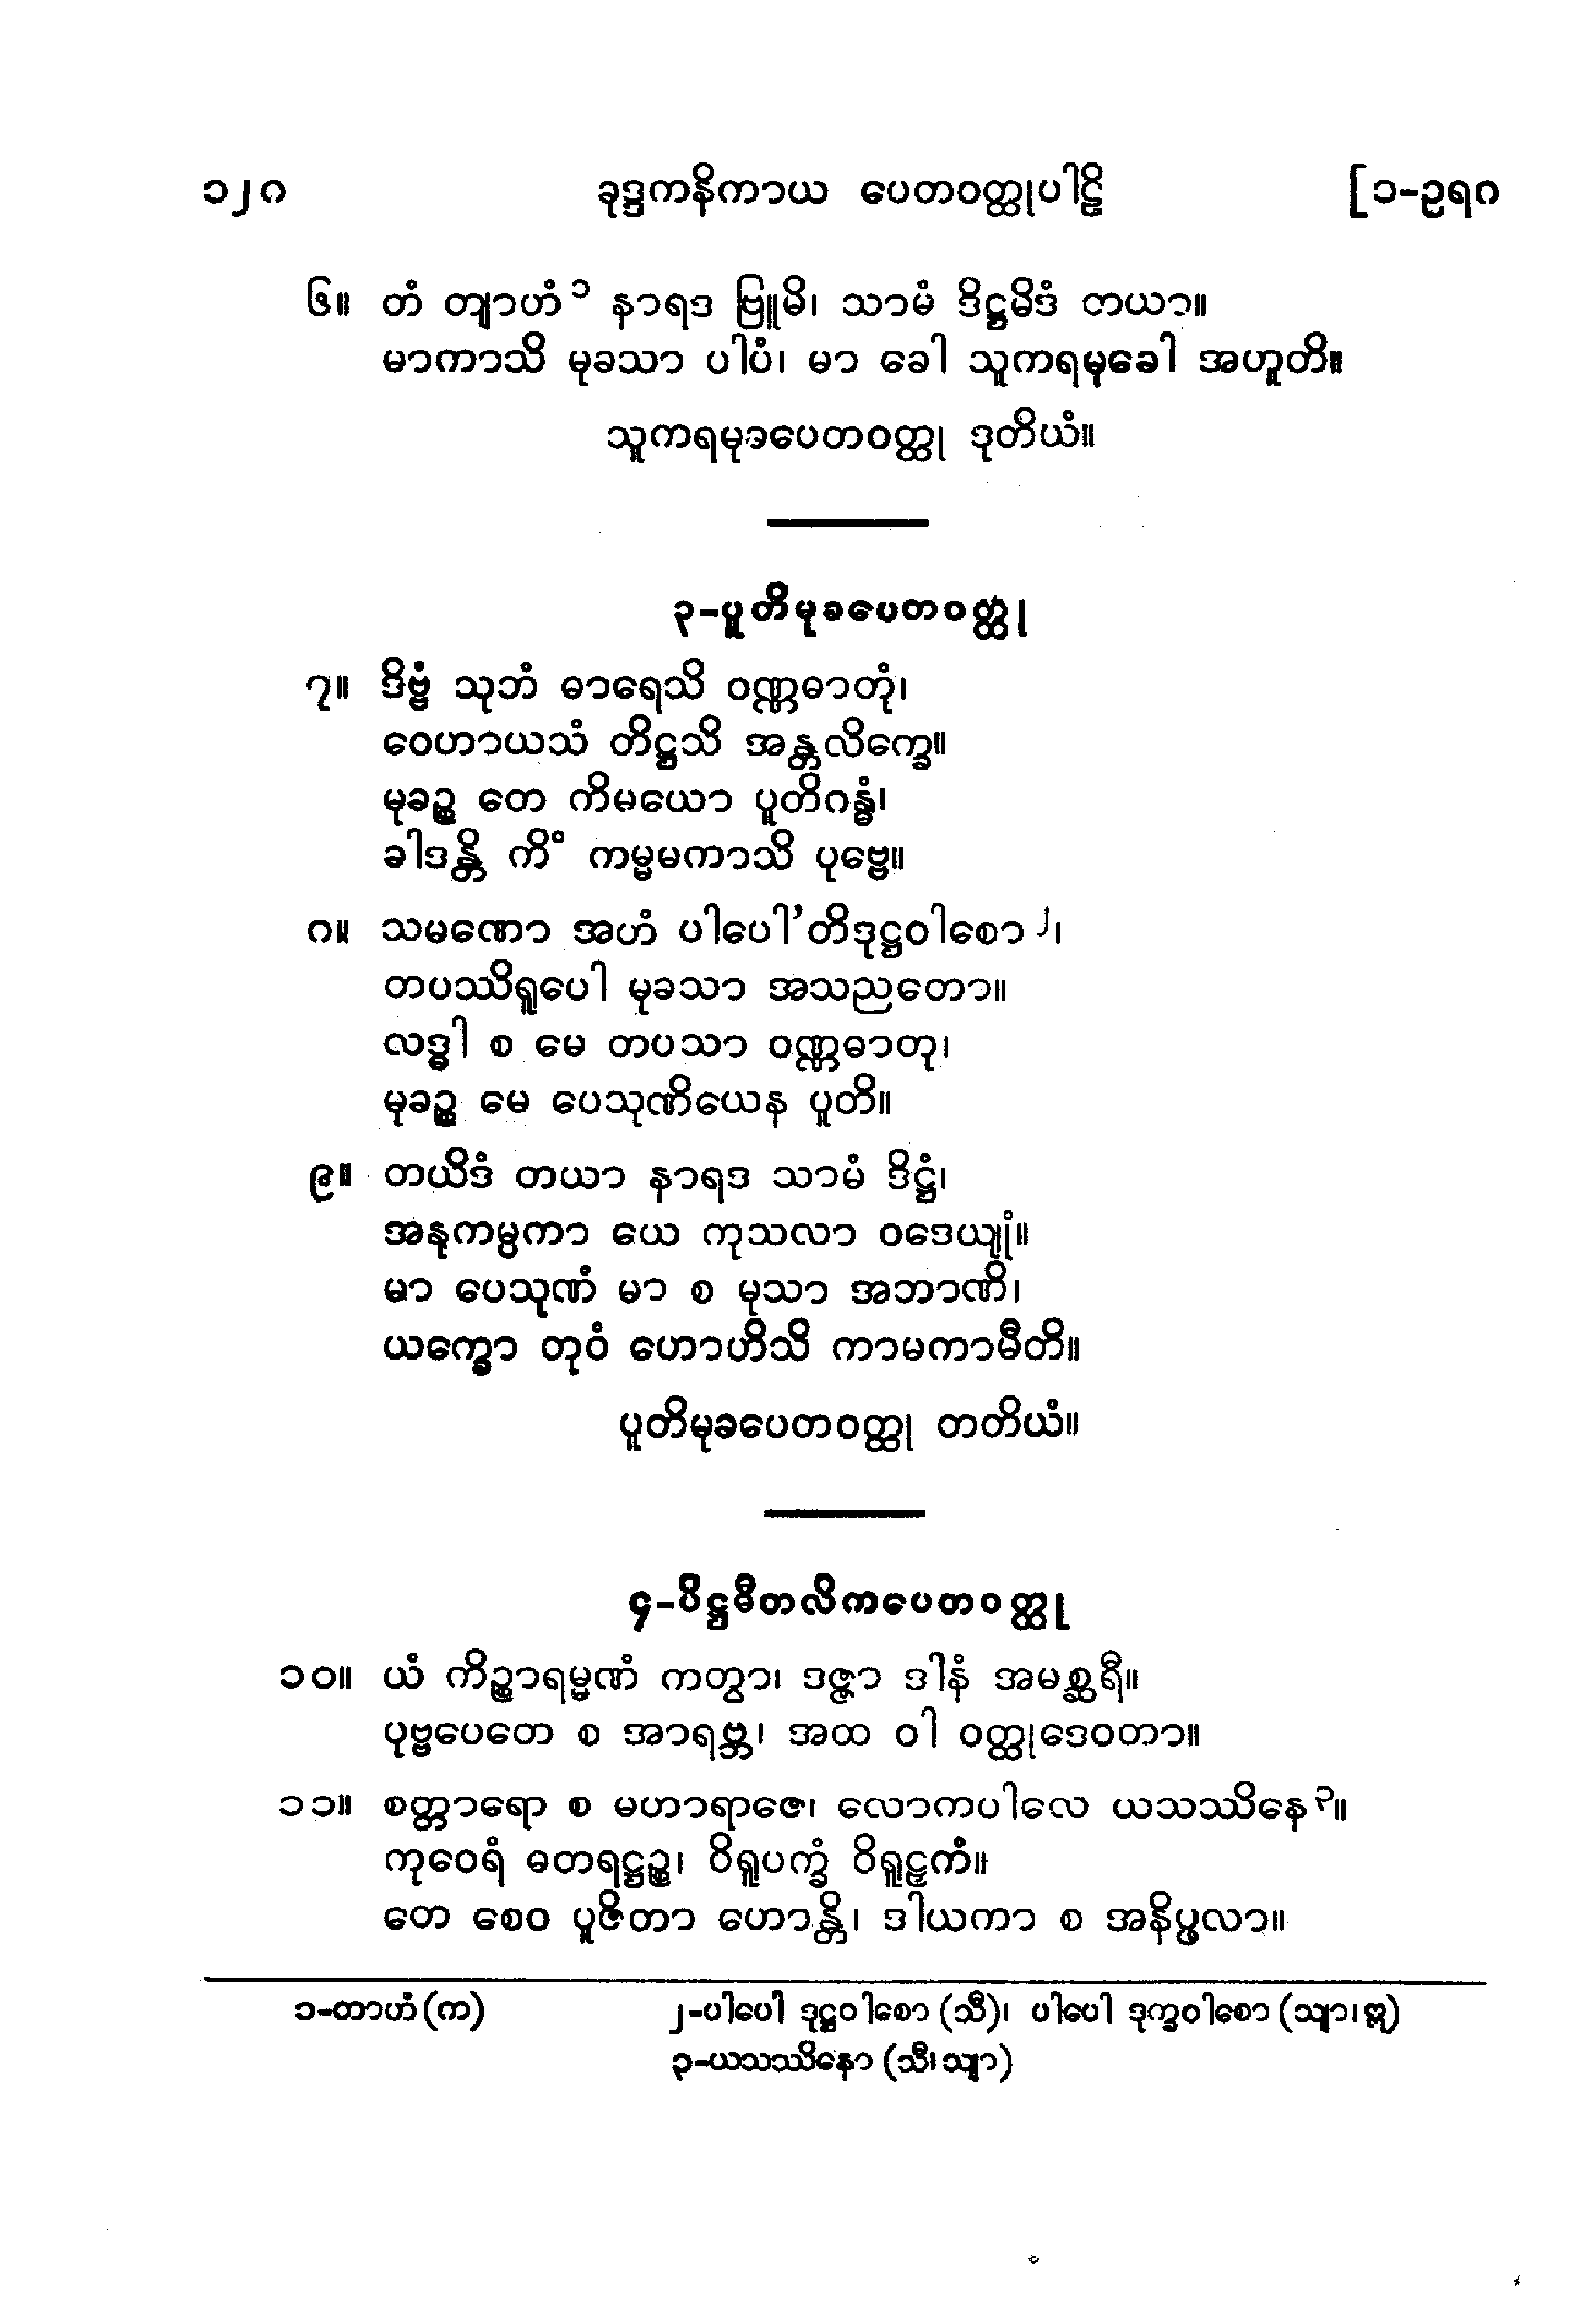 ၁၂၈ ခုဒ္ဒကနိကာယ ပေတဝတ္ထုပါဠိ [၁-ဥရဂ
၆။ တံ တျာဟံ ၁ နာရဒ ဗြူမိ၊ သာမံ ဒိဋ္ဌမိဒံ တယာ။
မာကာသိ မုခသာ ပါပံ၊ မာ ခေါ သူကရမုခေါ အဟူတိ။
သူကရမုခပေတဝတ္ထု ဒုတိယံ။
၃-ပူတိမုခပေတဝတ္ထု
၇။ ဒိဗ္ဗံ သုဘံ ဓာရေသိ ဝဏ္ဏဓာတုံ၊
ဝေဟာယသံ တိဋ္ဌသိ အန္တလိက္ခေ။
မုခဉ္စ တေ ကိမယော ပူတိဂန္ဓံ၊
ခါဒန္တိ ကိံ ကမ္မမကာသိ ပုဗ္ဗေ။
၈။ သမဏော အဟံ ပါပေါ'တိဒုဋ္ဌဝါစော ၂၊
တပဿိရူပေါ မုခသာ အသညတော။
လဒ္ဓါ စ မေ တပသာ ဝဏ္ဏဓာတု၊
မုခဉ္စ မေ ပေသုဏိယေန ပူတိ။
၉။ တယိဒံ တယာ နာရဒ သာမံ ဒိဋ္ဌံ၊
အနုကမ္ပကာ ယေ ကုသလာ ဝဒေယျုံ။
မာ ပေသုဏံ မာ စ မုသာ အဘာဏိ၊
ယက္ခော တုဝံ ဟောဟိသိ ကာမကာမီတိ။
ပူတိမုခပေတဝတ္ထု တတိယံ။
၄-ပိဋ္ဌဓီတလိကပေတဝတ္ထု
၁၀။ ယံ ကိဉ္စာရမ္မဏံ ကတွာ၊ ဒဇ္ဇာ ဒါနံ အမစ္ဆရီ။
ပုဗ္ဗပေတေ စ အာရဗ္ဘ၊ အထ ဝါ ဝတ္ထုဒေဝတာ။
၁၁။ စတ္တာရော စ မဟာရာဇေ၊ လောကပါလေ ယသဿိနေ ၃။
ကုဝေရံ ဓတရဋ္ဌဉ္စ၊ ဝိရူပက္ခံ ဝိရူဠှကံ။
တေ စေဝ ပူဇိတာ ဟောန္တိ၊ ဒါယကာ စ အနိပ္ဖလာ။
၁-တာဟံ (က) ၂-ပါပေါ ဒုဋ္ဌဝါစော (သီ)၊ ပါပေါ ဒုက္ခဝါစော (သျာ၊ ဣ)
၃-ယသဿိနော (သီ၊ သျာ)